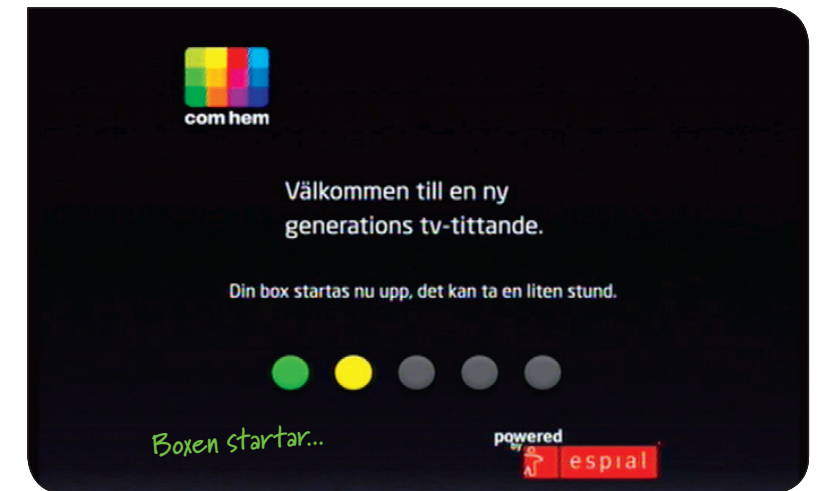 com hem
Välkommen till en ny
generations tv-tittande.
Din box startas nu upp, det kan ta en liten stund.
Boxen startar...
powered
by
espial